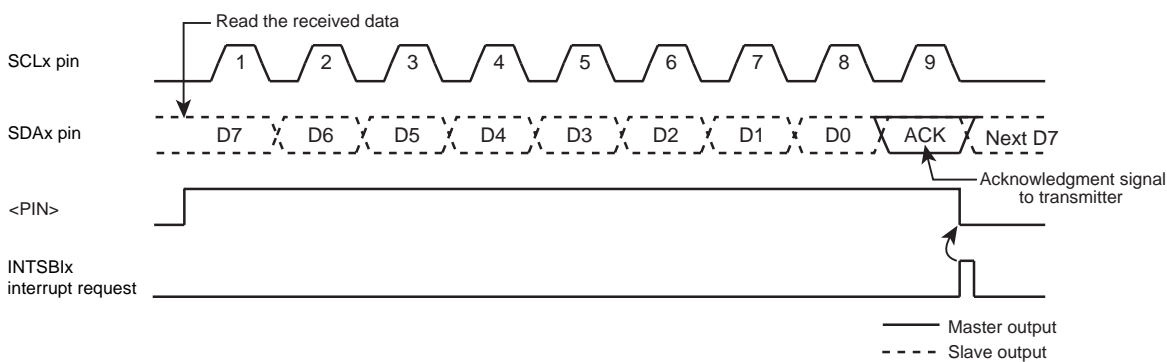 Read the received data
SCLx pin
1 2 3 4 5 6 7 8 9
SDAx pin
D7 D6 D5 D4 D3 D2 D1 D0 ACK Next D7
Acknowledgment signal
to transmitter
<PIN>
INTSBIx
interrupt request
Master output
Slave output